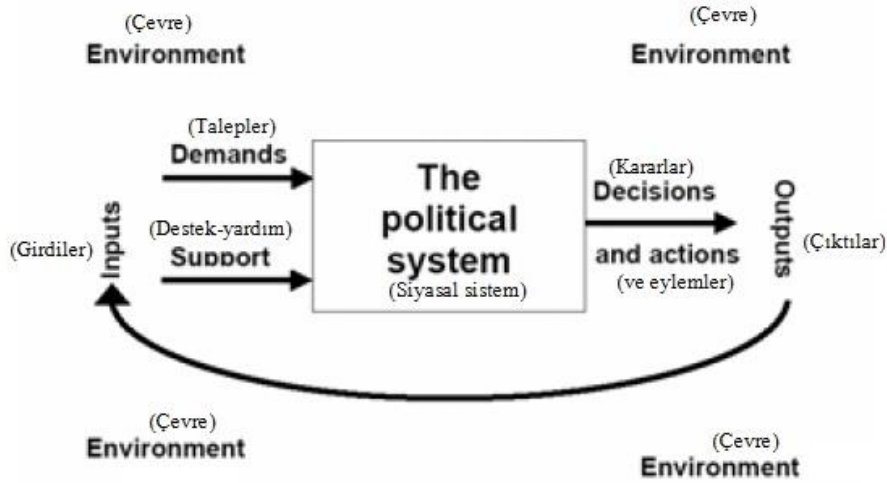 (Çevre)
Environment
(Çevre)
Environment
(Talepler)
Demands
(Destek-yardım)
Support
(Girdiler)
Inputs
The
political
system
(Siyasal sistem)
(Kararlar)
Decisions
and actions
(ve eylemler)
Outputs
(Çıktılar)
(Çevre)
Environment
(Çevre)
Environment